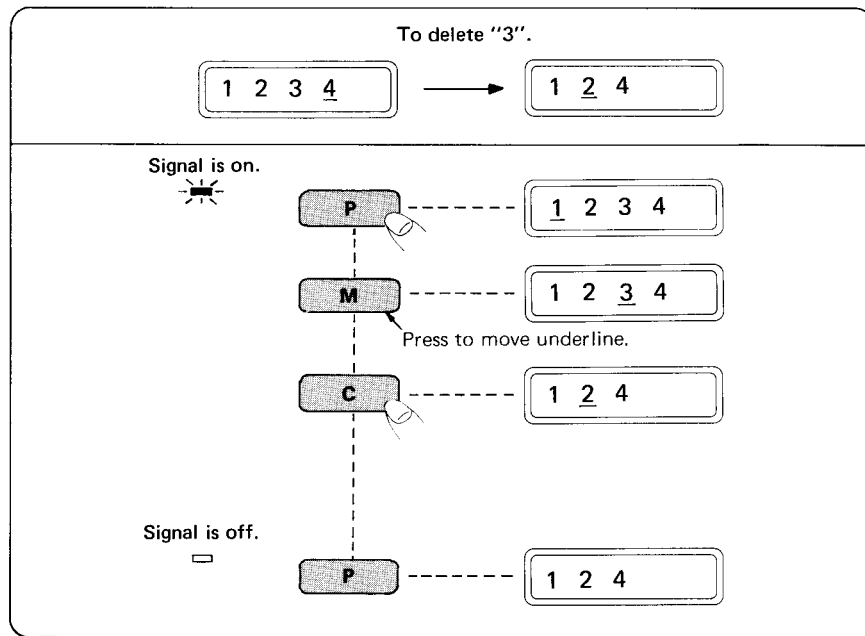 To delete "3".
1 2 3 4
1 2 4
Signal is on.
P
1 2 3 4
M
1 2 3 4
Press to move underline.
C
1 2 4
Signal is off.
P
1 2 4